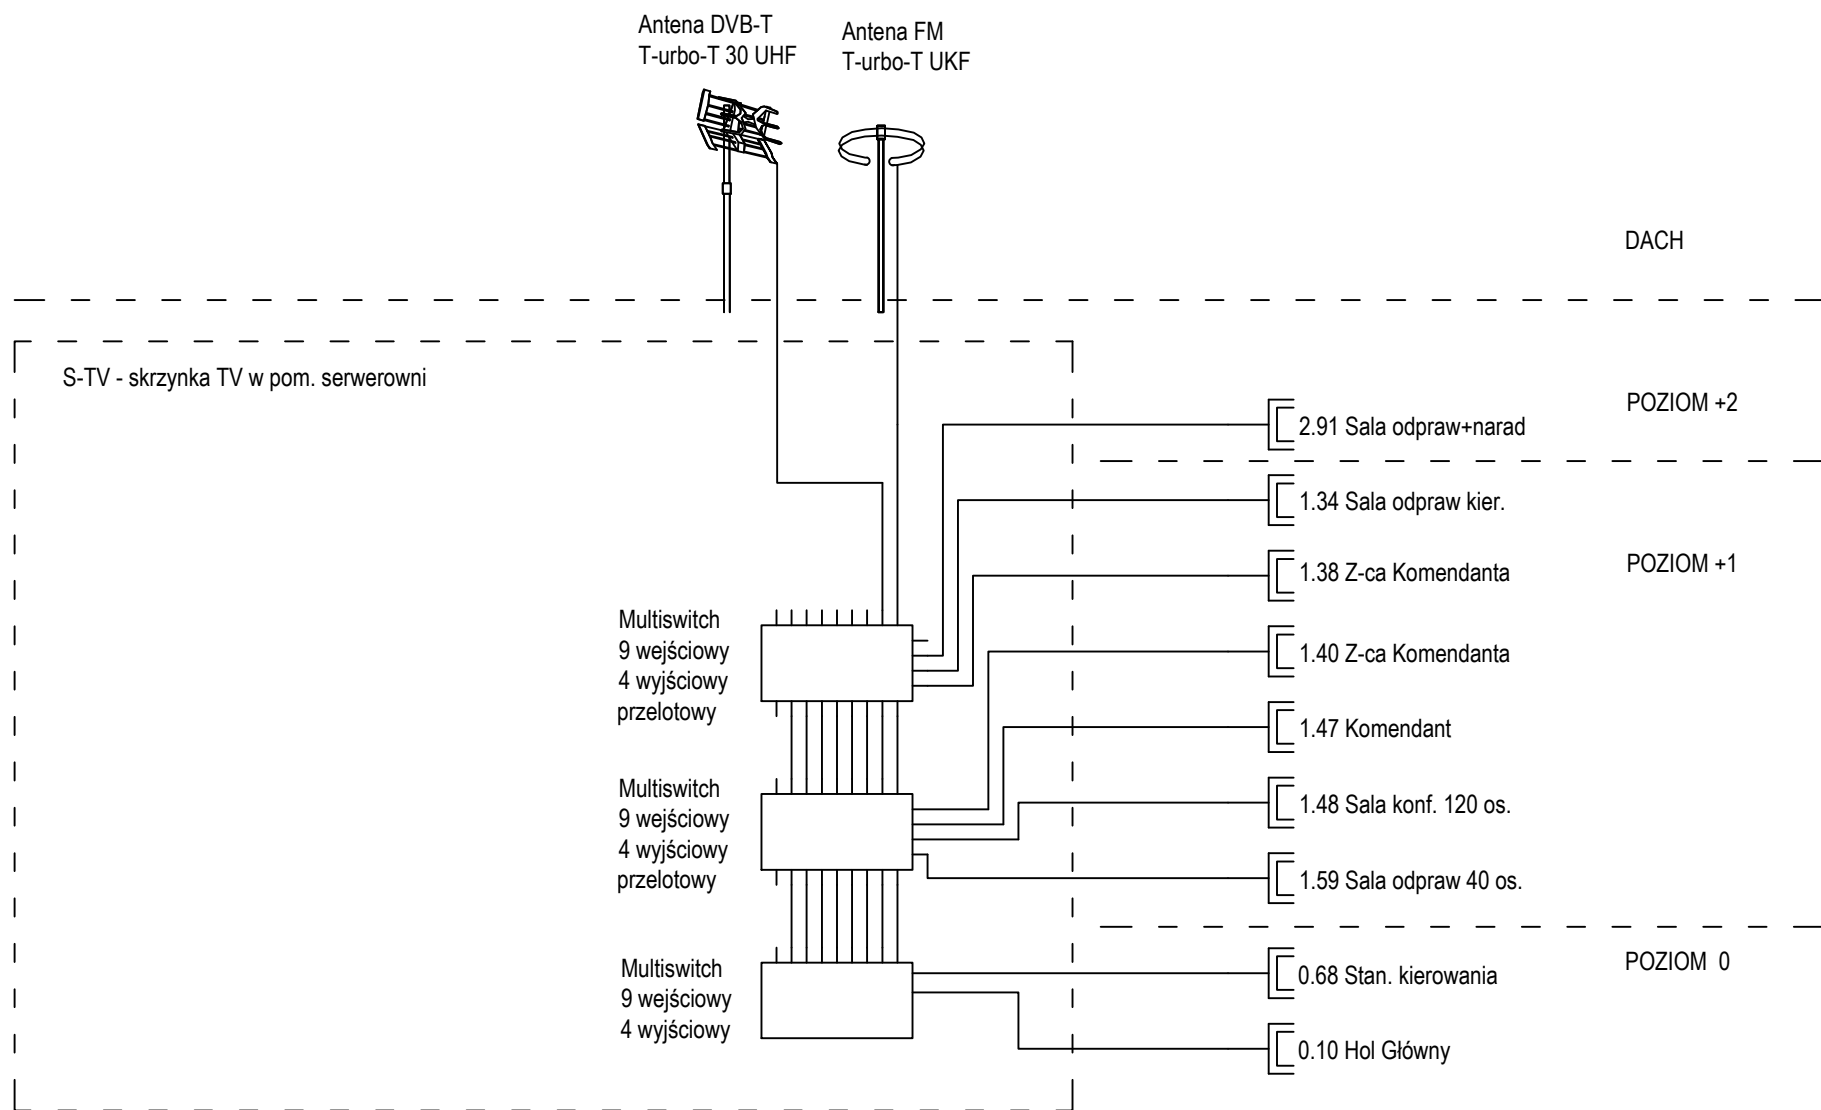 Antena DVB-T
T-urbo-T 30 UHF
Antena FM
T-urbo-T UKF
DACH
S-TV - skrzynka TV w pom. serwerowni
POZIOM +2
2.91 Sala odpraw+narad
1.34 Sala odpraw kier.
POZIOM +1
1.38 Z-ca Komendanta
Multiswitch
9 wejściowy
4 wyjściowy
przelotowy
1.40 Z-ca Komendanta
1.47 Komendant
Multiswitch
9 wejściowy
4 wyjściowy
przelotowy
1.48 Sala konf. 120 os.
1.59 Sala odpraw 40 os.
POZIOM 0
Multiswitch
9 wejściowy
4 wyjściowy
0.68 Stan. kierowania
0.10 Hol Główny